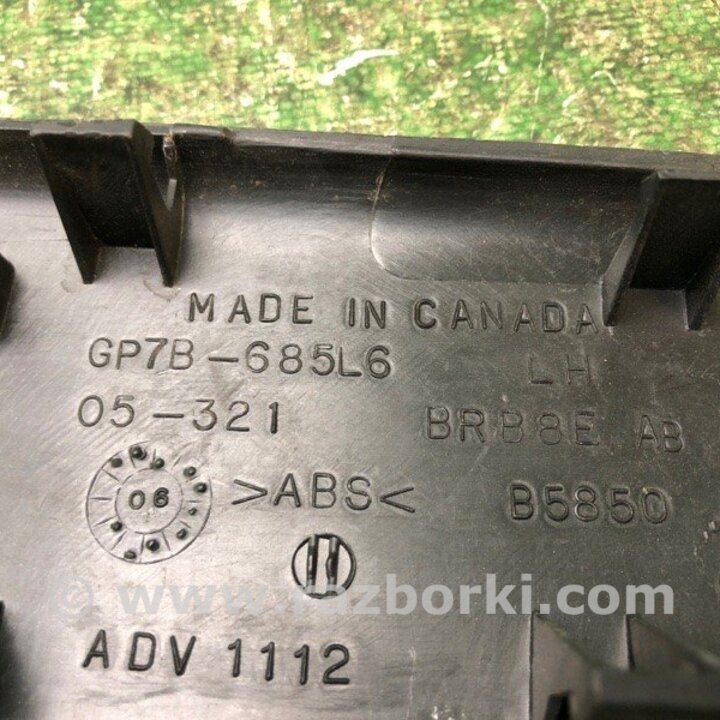 MADE IN CANADA
GP7B-685L6 LH
05-321 BRB8E AB
06 >ABS< B5850
© www.razborki.com
ADV 1112